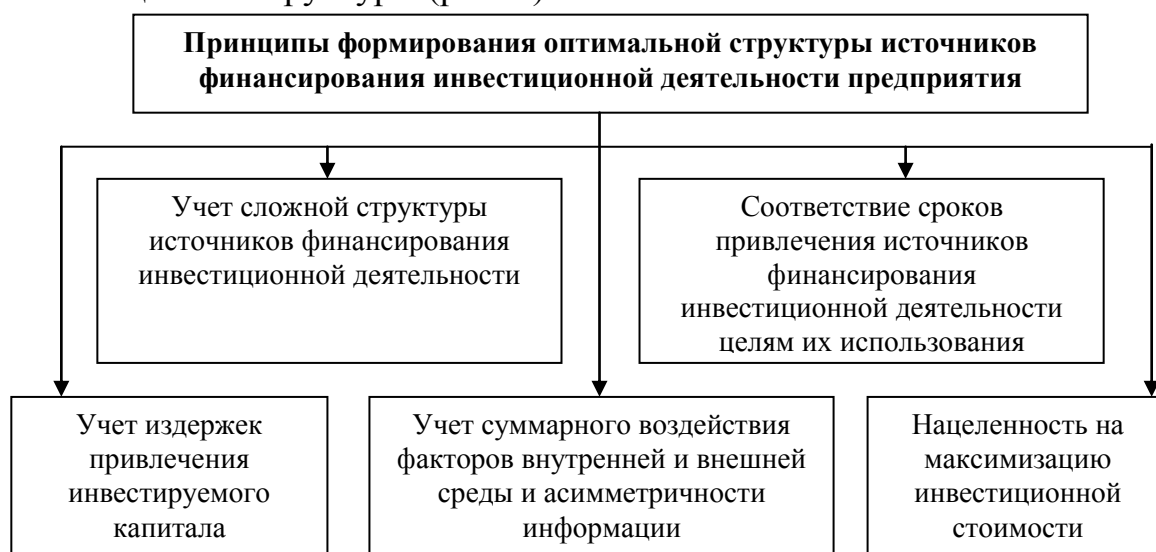 Принципы формирования оптимальной структуры источников
финансирования инвестиционной деятельности предприятия
Учет сложной структуры
источников финансирования
инвестиционной деятельности
Соответствие сроков
привлечения источников
финансирования
инвестиционной деятельности
целям их использования
Учет издержек
привлечения
инвестируемого
капитала
Учет суммарного воздействия
факторов внутренней и внешней
среды и асимметричности
информации
Нацеленность на
максимизацию
инвестиционной
стоимости